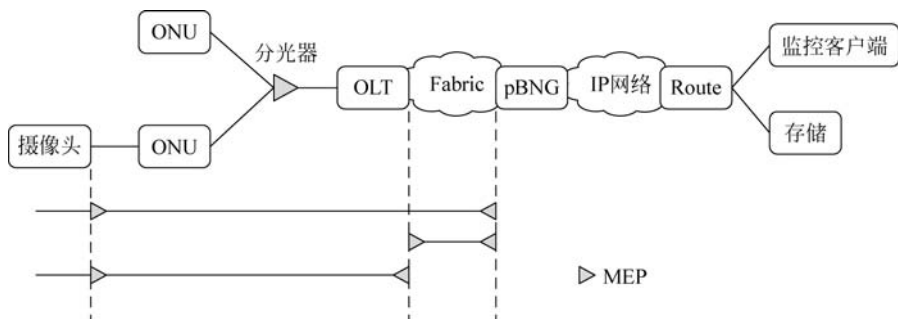 ONU
分光器
监控客户端
OLT
Fabric
pBNG
IP网络
Route
摄像头
ONU
存储
MEP